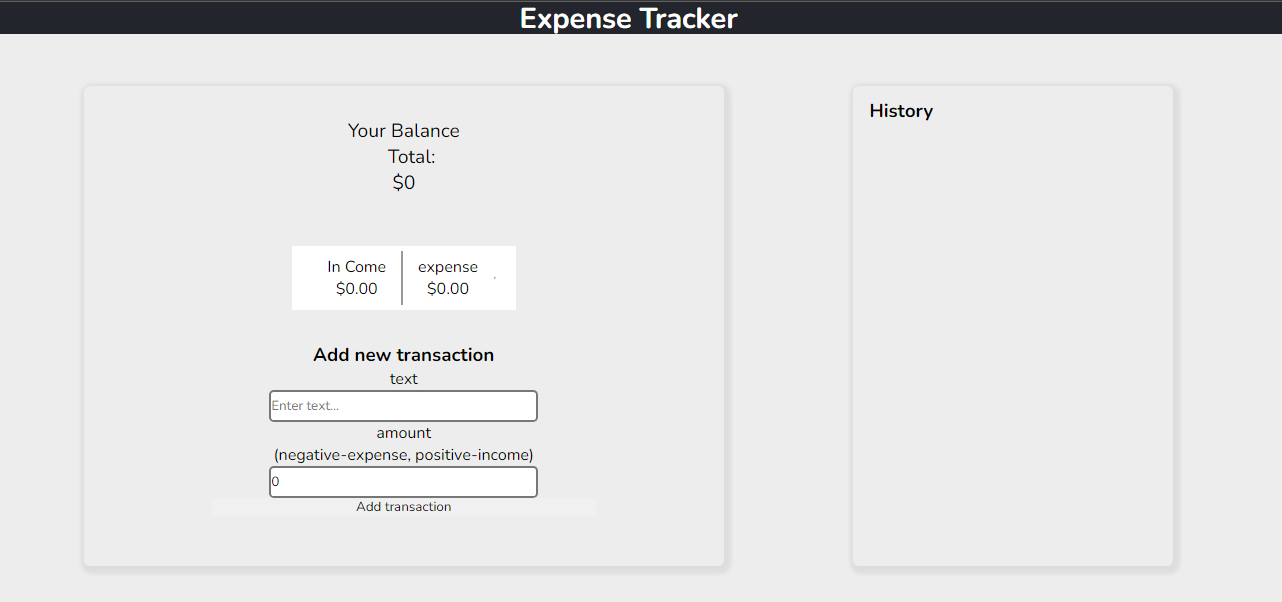 Expense Tracker
Your Balance
Total:
$0
In Come
$0.00
expense
$0.00
Add new transaction
text
Enter text...
amount
(negative-expense, positive-income)
0
Add transaction
History